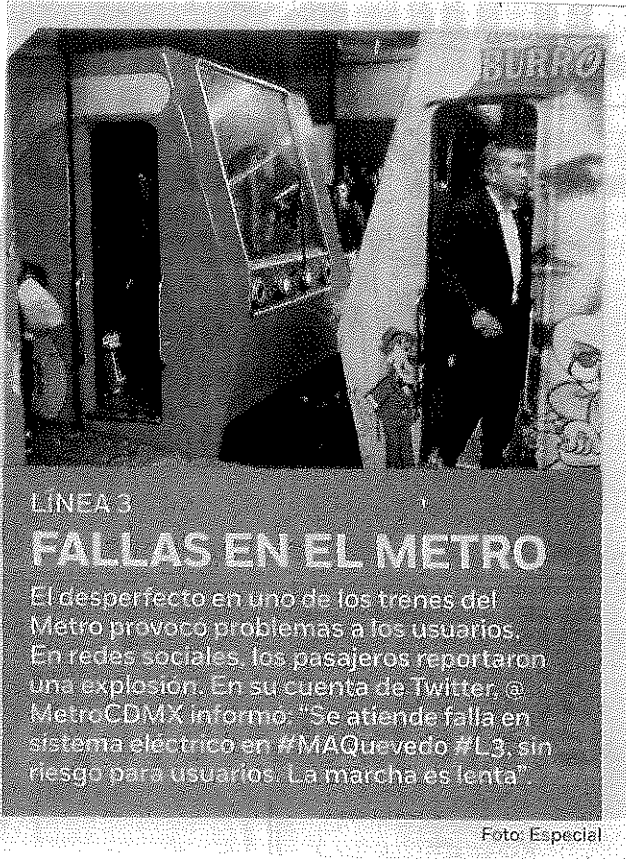 BURRO
LÍNEA 3
FALLAS EN EL METRO
El desperfecto en uno de los trenes del
Metro provocó problemas a los usuarios.
En redes sociales, los pasajeros reportaron
una explosión. En su cuenta de Twitter, @
MetroCDMX informó: “Se atiende falla en
sistema eléctrico en #MAQuevedo #L3, sin
riesgo para usuarios. La marcha es lenta”.
Foto: Especial